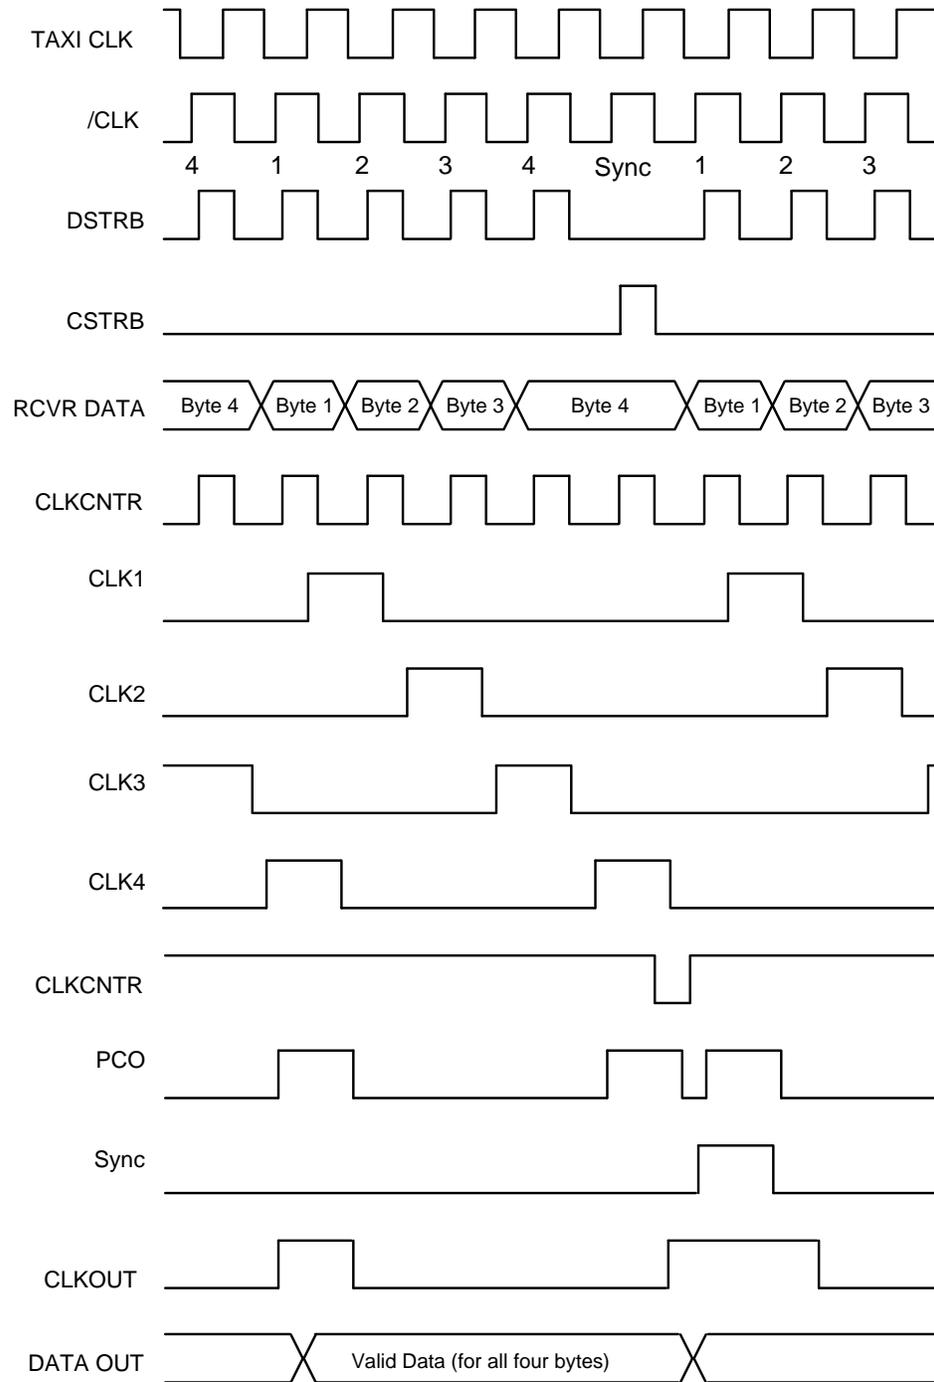 TAXI CLK
/CLK
4 1 2 3 4 Sync 1 2 3
DSTRB
CSTRB
RCVR DATA Byte 4 Byte 1 Byte 2 Byte 3 Byte 4 Byte 1 Byte 2 Byte 3
CLKCNTR
CLK1
CLK2
CLK3
CLK4
CLKCNTR
PCO
Sync
CLKOUT
DATA OUT Valid Data (for all four bytes)